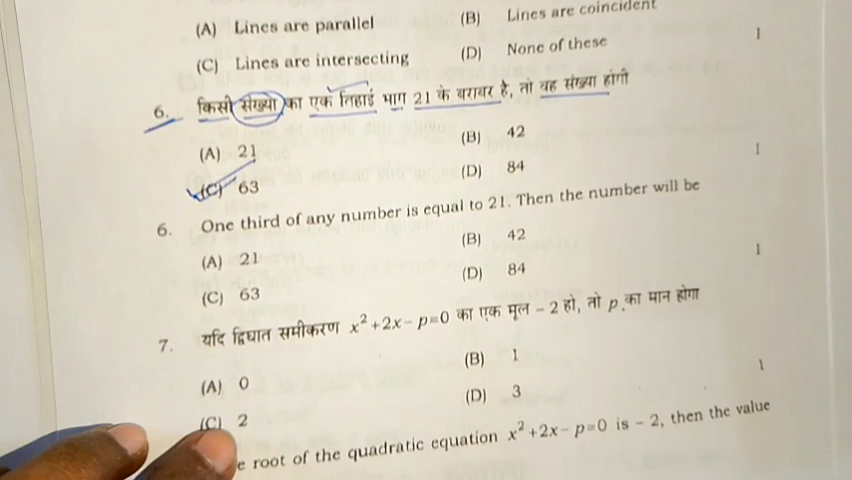 (A) Lines are parallel (B) Lines are coincident
(C) Lines are intersecting (D) None of these
1
6. किसी संख्या का एक तिहाई भाग 21 के बराबर है, तो वह संख्या होगी
(A) 21 (B) 42
(C) 63 (D) 84
1
6. One third of any number is equal to 21. Then the number will be
(A) 21 (B) 42
(C) 63 (D) 84
1
7. यदि द्विघात समीकरण x²+2x-p=0 का एक मूल -2 हो, तो p का मान होगा
(A) 0 (B) 1
(C) 2 (D) 3
1
e root of the quadratic equation x²+2x-p=0 is -2, then the value